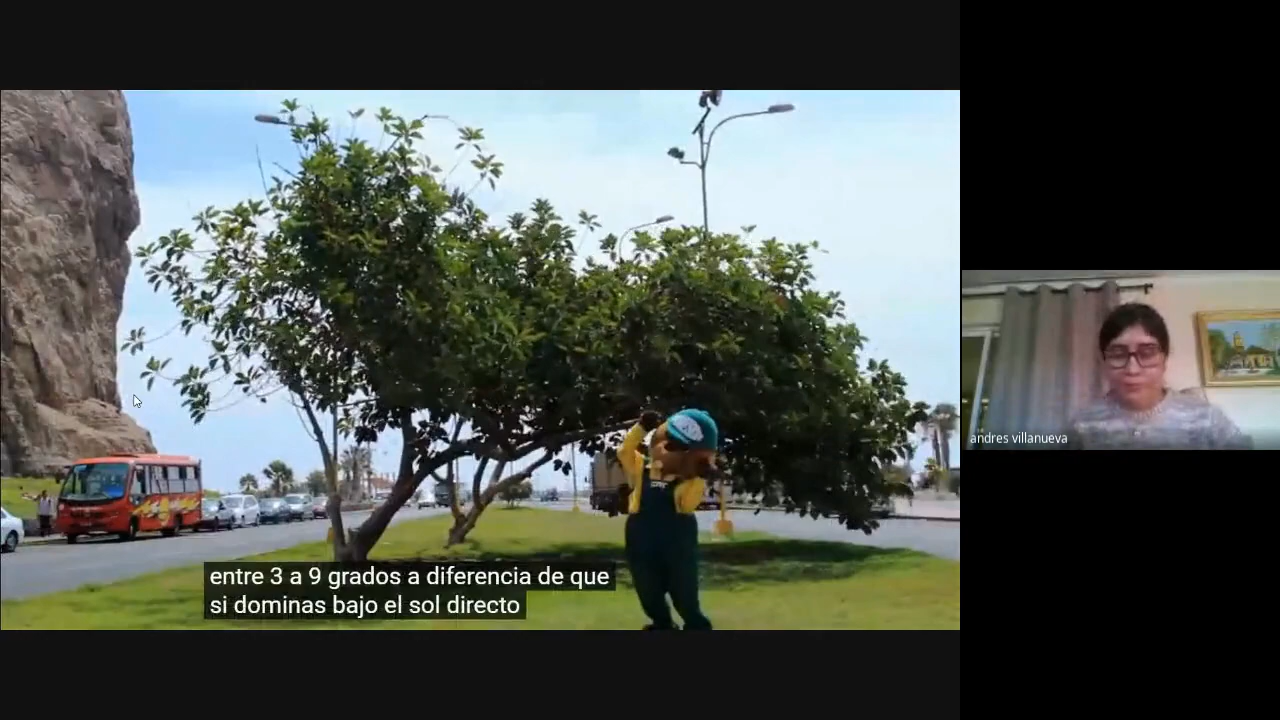 entre 3 a 9 grados a diferencia de que
si dominas bajo el sol directo
andres villanueva